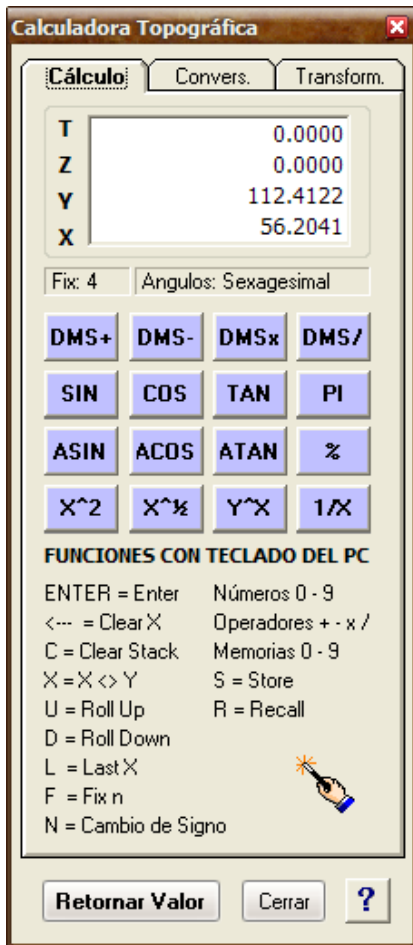 Calculadora Topográfica
Cálculo Convers. Transform.
T 0.0000
Z 0.0000
Y 112.4122
X 56.2041
Fix: 4 Angulos: Sexagesimal
DMS+ DMS- DMSx DMS/
SIN COS TAN PI
ASIN ACOS ATAN %
X^2 X^½ Y^X 1/X
FUNCIONES CON TECLADO DEL PC
ENTER = Enter Números 0 - 9
<--- = Clear X Operadores + - x /
C = Clear Stack Memorias 0 - 9
X = X <> Y S = Store
U = Roll Up R = Recall
D = Roll Down
L = Last X
F = Fix n
N = Cambio de Signo
Retornar Valor Cerrar ?